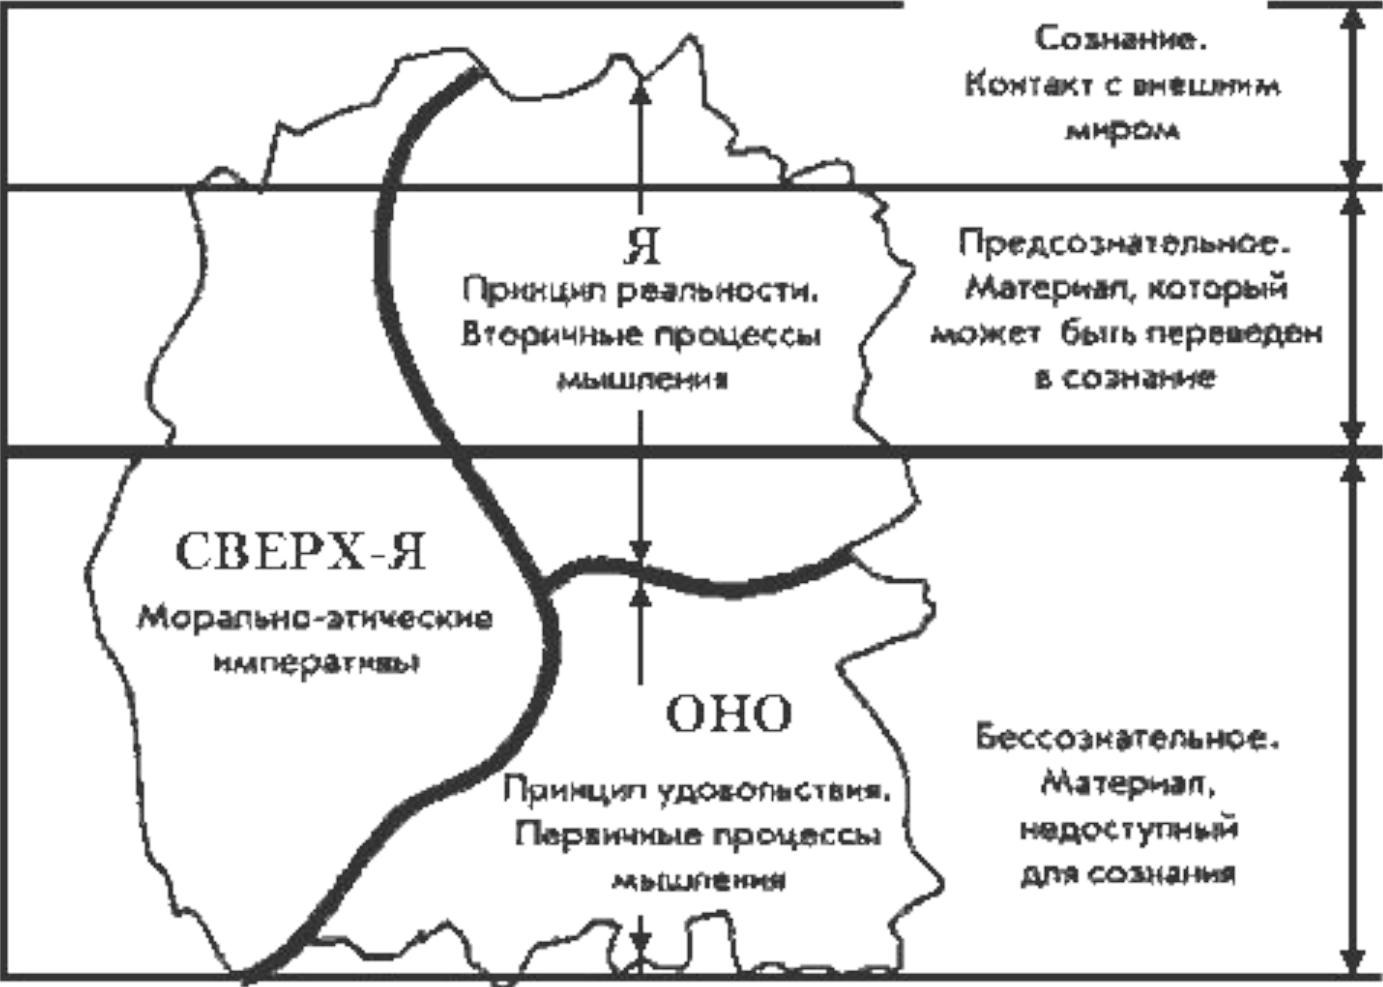 Сознание.
Контакт с внешним
миром
Я
Принцип реальности.
Вторичные процессы
мышления
Предсознательное.
Материал, который
может быть переведен
в сознание
СВЕРХ-Я
Морально-этические
императивы
ОНО
Принцип удовольствия.
Первичные процессы
мышления
Бессознательное.
Материал,
недоступный
для сознания